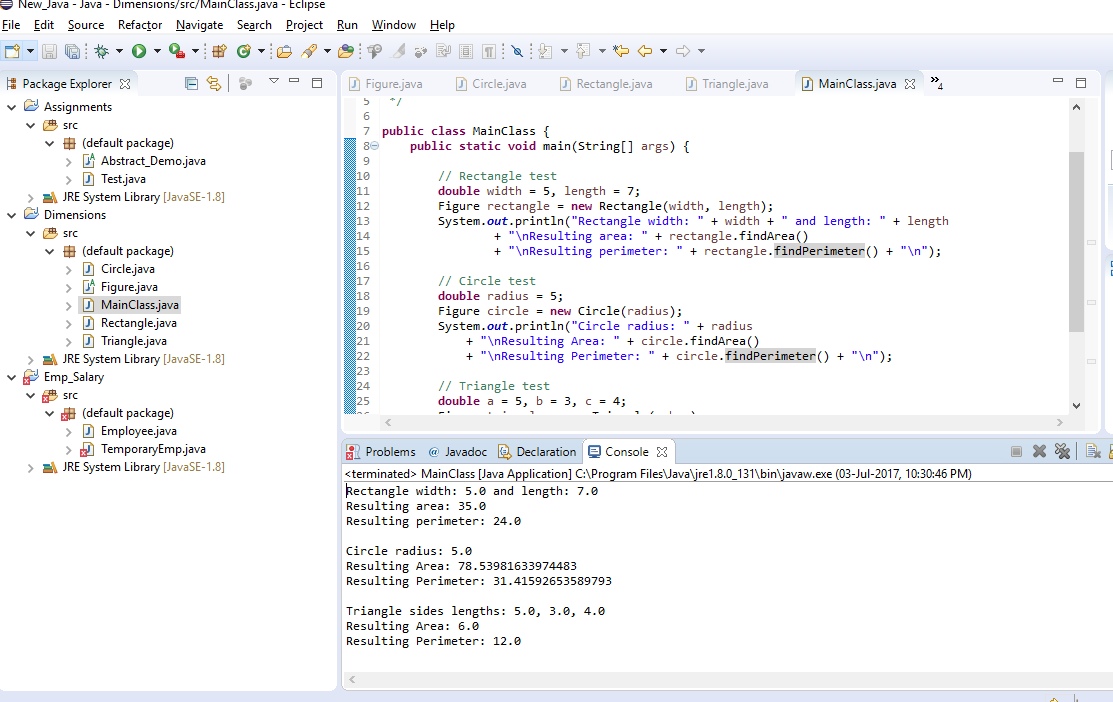 New_Java - Java - Dimensions/src/MainClass.java - Eclipse
File Edit Source Refactor Navigate Search Project Run Window Help
Package Explorer
Assignments
src
(default package)
Abstract_Demo.java
Test.java
JRE System Library [JavaSE-1.8]
Dimensions
src
(default package)
Circle.java
Figure.java
MainClass.java
Rectangle.java
Triangle.java
JRE System Library [JavaSE-1.8]
Emp_Salary
src
(default package)
Employee.java
TemporaryEmp.java
JRE System Library [JavaSE-1.8]
Figure.java Circle.java Rectangle.java Triangle.java MainClass.java »4
5 */
6
7 public class MainClass {
8 public static void main(String[] args) {
9
10 // Rectangle test
11 double width = 5, length = 7;
12 Figure rectangle = new Rectangle(width, length);
13 System.out.println("Rectangle width: " + width + " and length: " + length
14 + "\nResulting area: " + rectangle.findArea()
15 + "\nResulting perimeter: " + rectangle.findPerimeter() + "\n");
16
17 // Circle test
18 double radius = 5;
19 Figure circle = new Circle(radius);
20 System.out.println("Circle radius: " + radius
21 + "\nResulting Area: " + circle.findArea()
22 + "\nResulting Perimeter: " + circle.findPerimeter() + "\n");
23
24 // Triangle test
25 double a = 5, b = 3, c = 4;
Problems @ Javadoc Declaration Console
<terminated> MainClass [Java Application] C:\Program Files\Java\jre1.8.0_131\bin\javaw.exe (03-Jul-2017, 10:30:46 PM)
Rectangle width: 5.0 and length: 7.0
Resulting area: 35.0
Resulting perimeter: 24.0
Circle radius: 5.0
Resulting Area: 78.53981633974483
Resulting Perimeter: 31.41592653589793
Triangle sides lengths: 5.0, 3.0, 4.0
Resulting Area: 6.0
Resulting Perimeter: 12.0